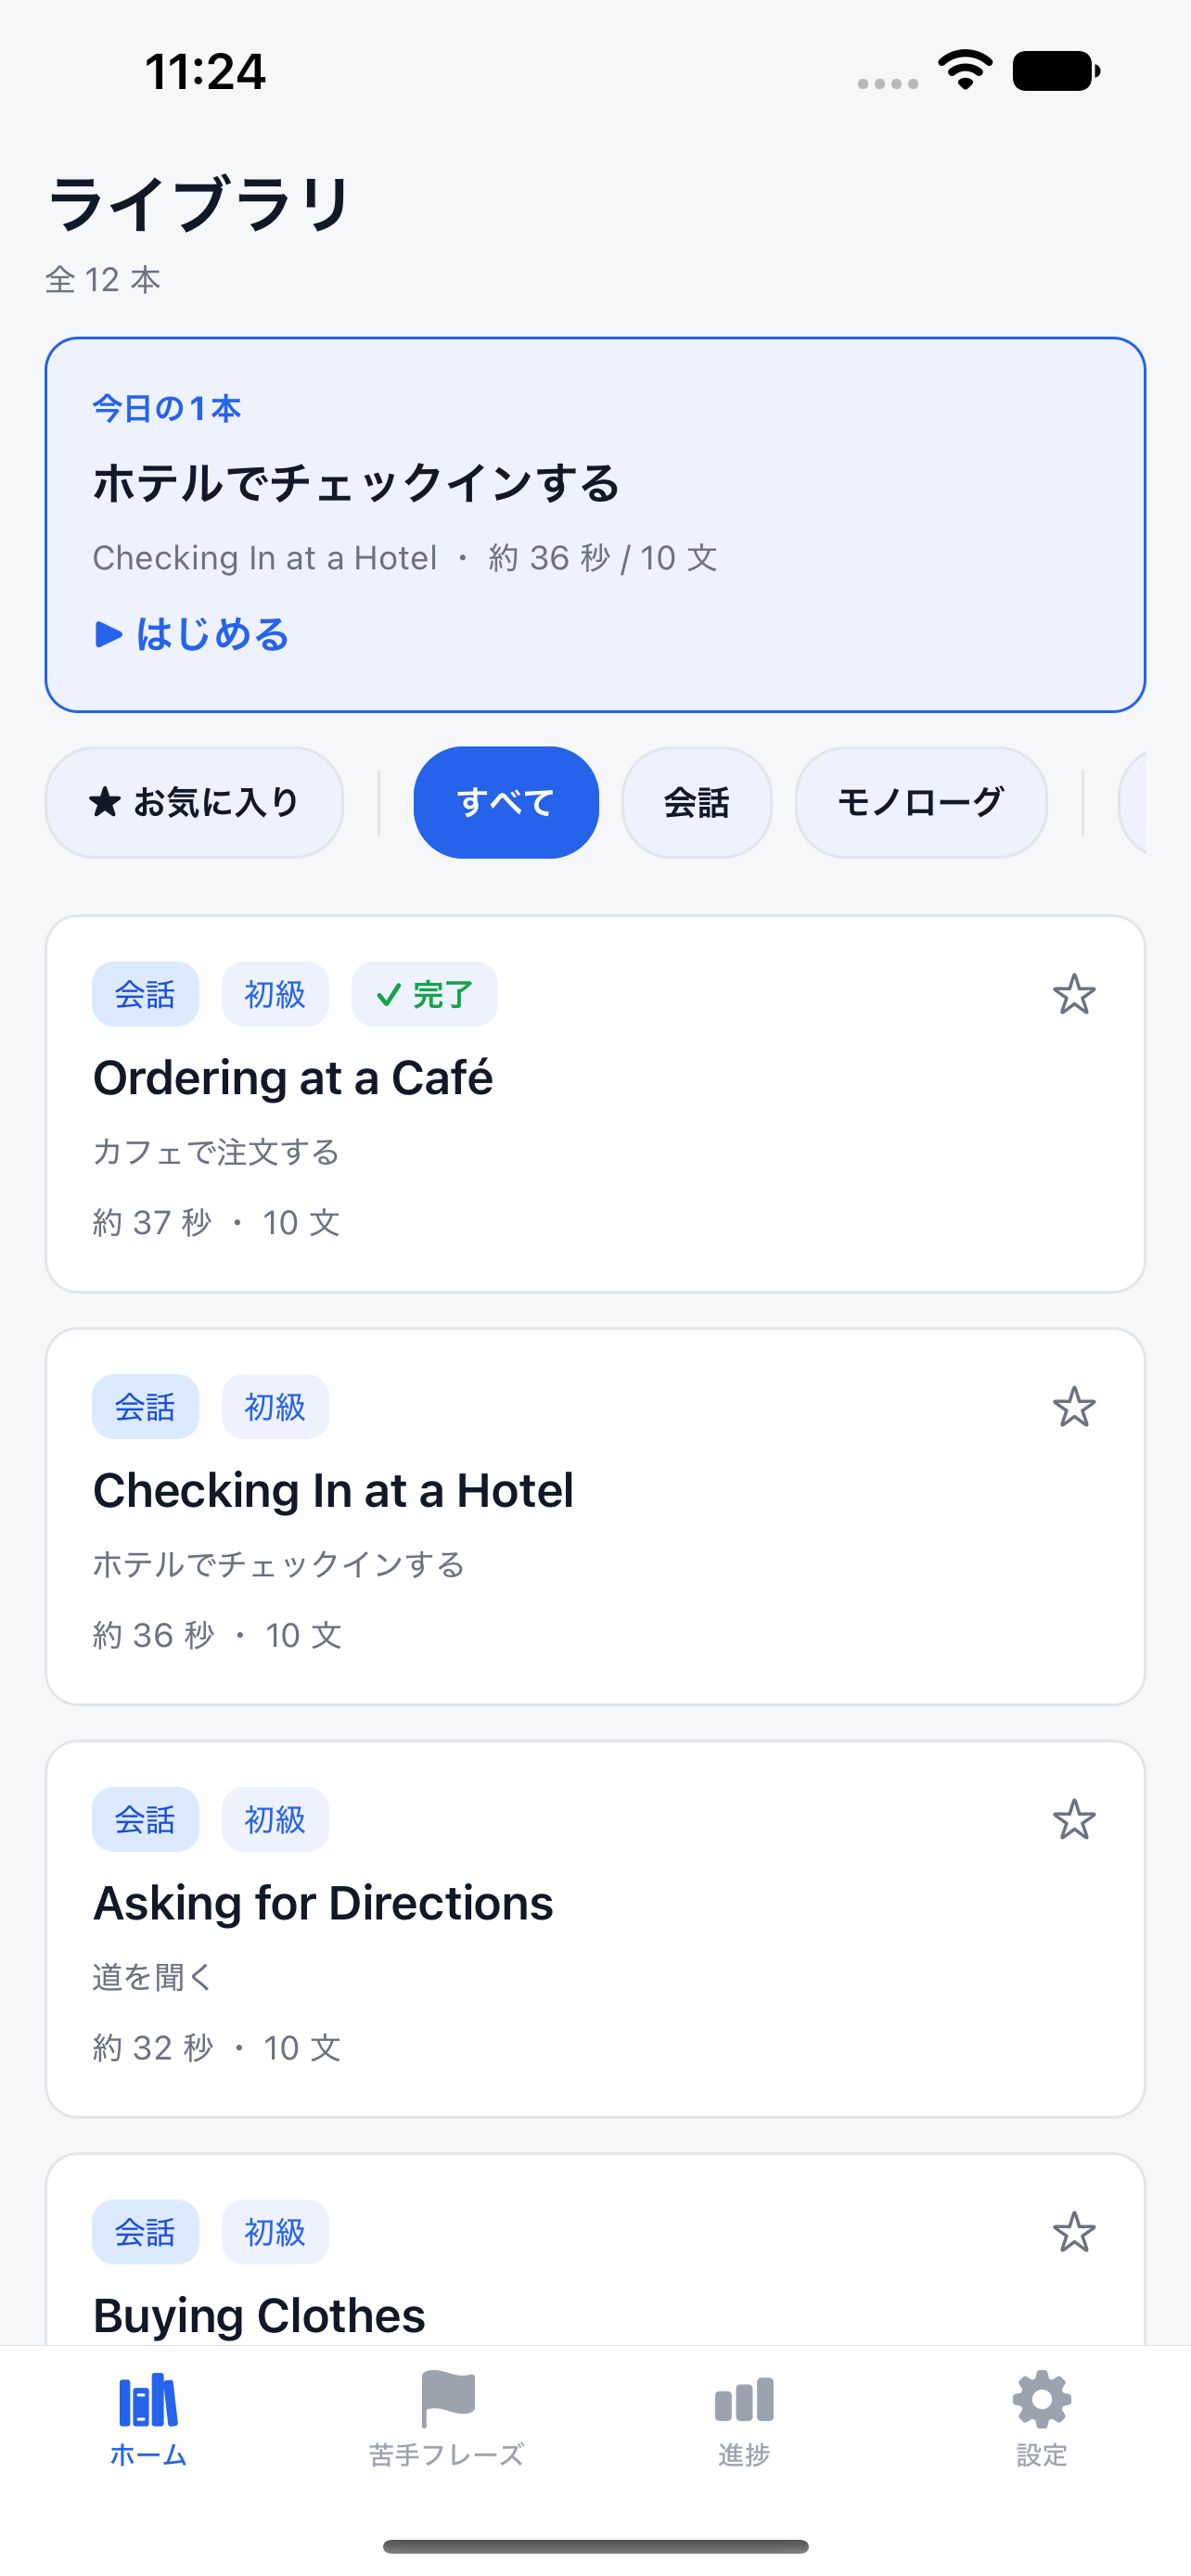 11:24
ライブラリ
全 12 本
今日の1本
ホテルでチェックインする
Checking In at a Hotel ・ 約 36 秒 / 10 文
▶ はじめる
★ お気に入り すべて 会話 モノローグ
会話 初級 ✓ 完了
Ordering at a Café
カフェで注文する
約 37 秒 ・ 10 文
会話 初級
Checking In at a Hotel
ホテルでチェックインする
約 36 秒 ・ 10 文
会話 初級
Asking for Directions
道を聞く
約 32 秒 ・ 10 文
会話 初級
Buying Clothes
ホーム 苦手フレーズ 進捗 設定